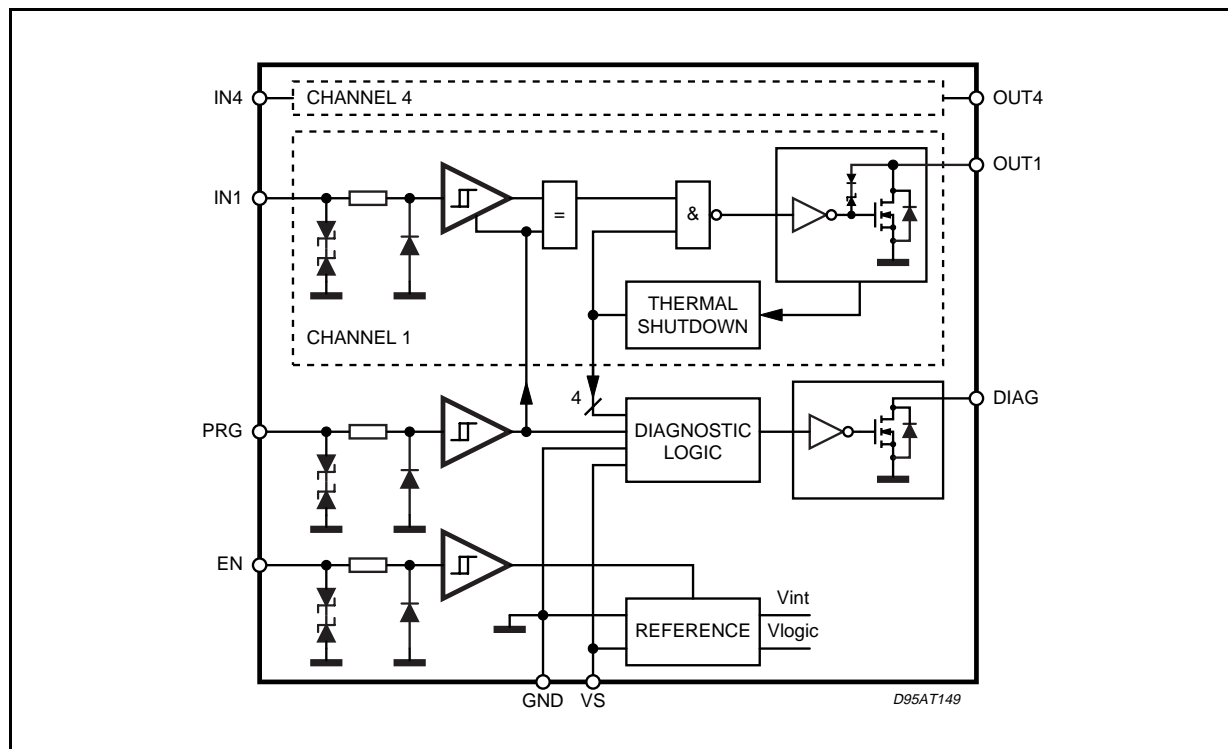 IN4
CHANNEL 4
OUT4
OUT1
IN1
=
&
THERMAL
SHUTDOWN
CHANNEL 1
4
DIAG
PRG
DIAGNOSTIC
LOGIC
EN
Vint
REFERENCE
Vlogic
GND
VS
D95AT149